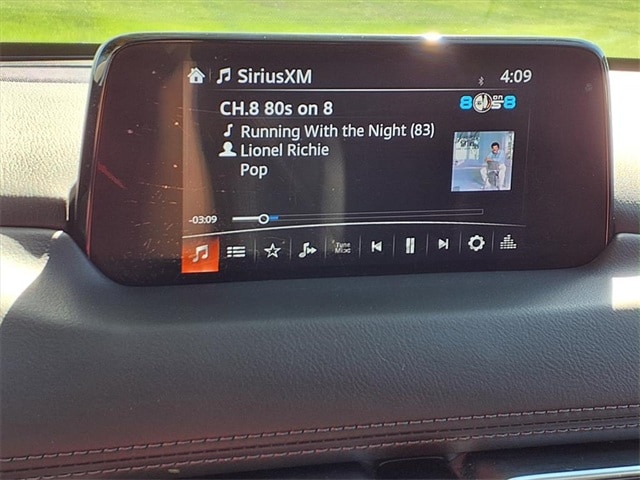 SiriusXM
4:09
CH.8 80s on 8
80s on 8
Running With the Night (83)
Lionel Richie
Pop
-03:09
Tune
Mix